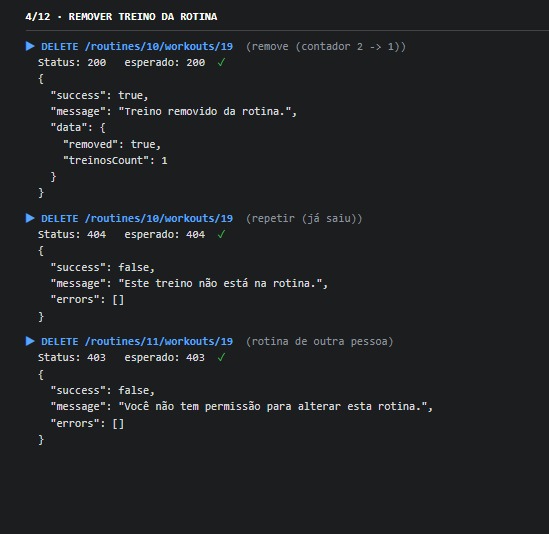 4/12 · REMOVER TREINO DA ROTINA
▶ DELETE /routines/10/workouts/19  (remove (contador 2 -> 1))
  Status: 200   esperado: 200  ✓
  {
    "success": true,
    "message": "Treino removido da rotina.",
    "data": {
      "removed": true,
      "treinosCount": 1
    }
  }
▶ DELETE /routines/10/workouts/19  (repetir (já saiu))
  Status: 404   esperado: 404  ✓
  {
    "success": false,
    "message": "Este treino não está na rotina.",
    "errors": []
  }
▶ DELETE /routines/11/workouts/19  (rotina de outra pessoa)
  Status: 403   esperado: 403  ✓
  {
    "success": false,
    "message": "Você não tem permissão para alterar esta rotina.",
    "errors": []
  }